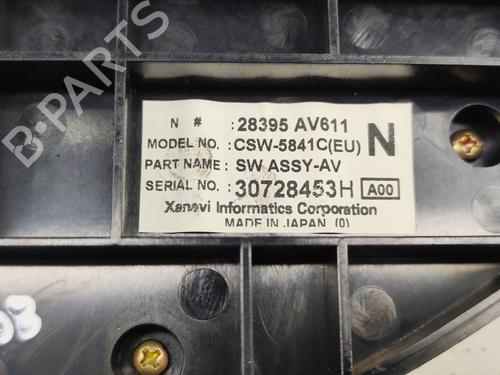 B-PARTS
N #  : 28395 AV611
MODEL NO. : CSW-5841C(EU)
N
PART NAME : SW ASSY-AV
SERIAL NO. : 30728453H A00
Xanavi Informatics Corporation
MADE IN JAPAN (0)